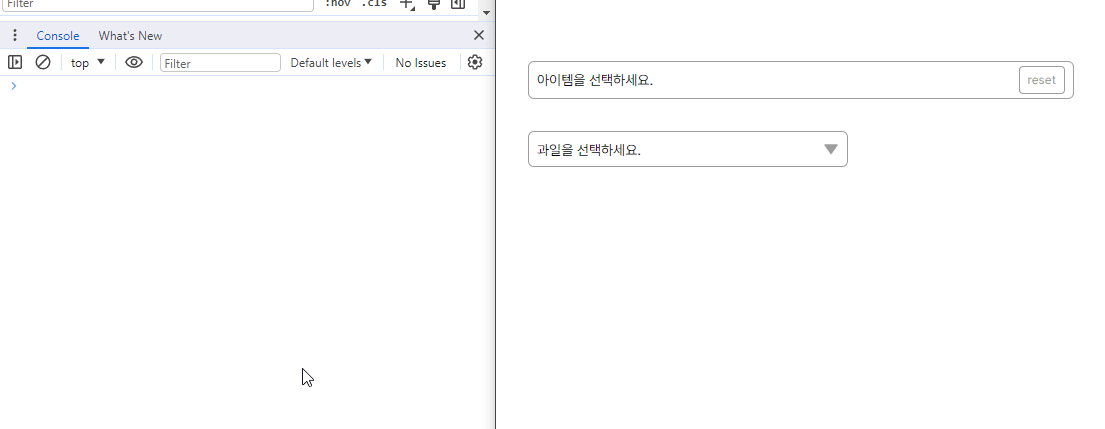 Filter
:hov .cls
Console What's New
top Filter Default levels No Issues
아이템을 선택하세요. reset
과일을 선택하세요.